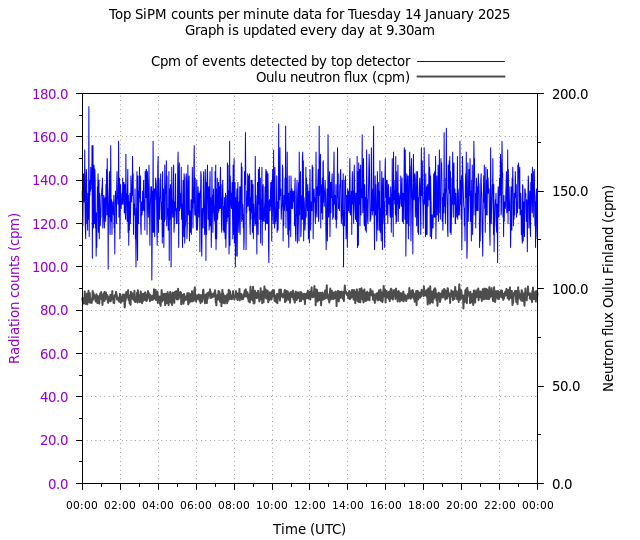 Top SiPM counts per minute data for Tuesday 14 January 2025
Graph is updated every day at 9.30am
Cpm of events detected by top detector
Oulu neutron flux (cpm)
180.0
160.0
140.0
120.0
100.0
80.0
60.0
40.0
20.0
0.0
Radiation counts (cpm)
200.0
150.0
100.0
50.0
0.0
Neutron flux Oulu Finland (cpm)
00:00 02:00 04:00 06:00 08:00 10:00 12:00 14:00 16:00 18:00 20:00 22:00 00:00
Time (UTC)